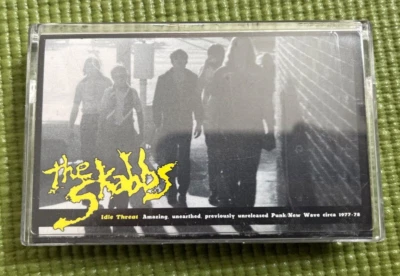 the
Skabbs
Idle Threat Amazing, unearthed, previously unreleased Punk/New Wave circa 1977-78